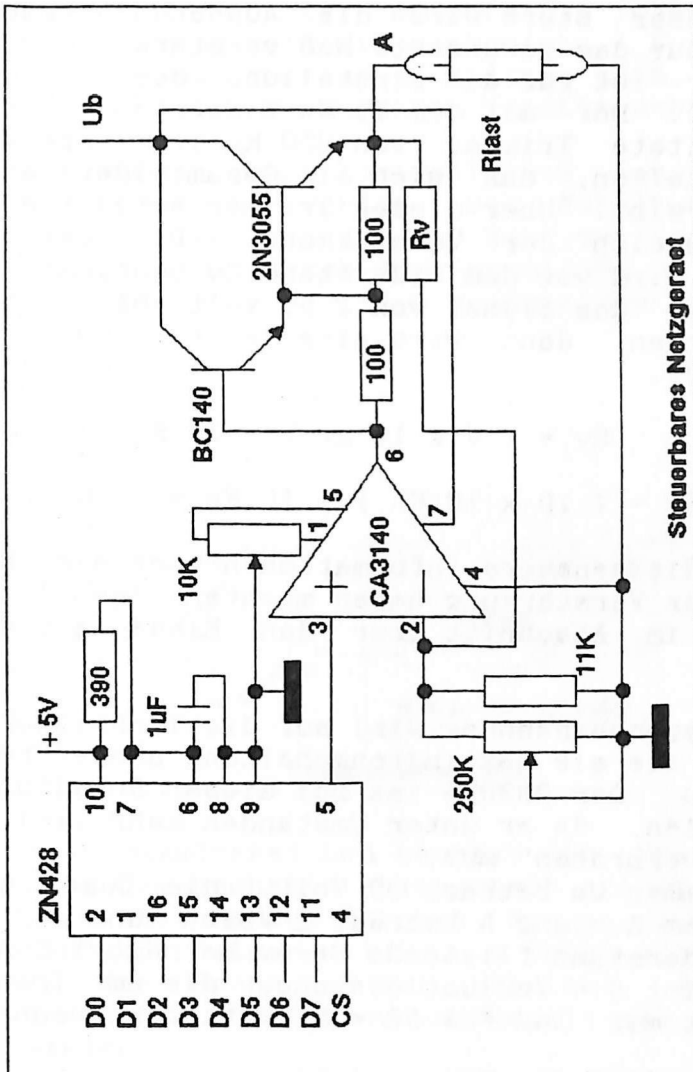 ZN428
+5V
Ub
D0 2 10
390
D1 1 7
D2 16
D3 15 6
1µF
D4 14 8
D5 13 9
D6 12
D7 11 5
CS 4
10K
BC140
2N3055
1
5
3
CA3140
6
2
4
7
100
100
Rv
A
Rlast
250K
11K
Steuerbares Netzgeraet